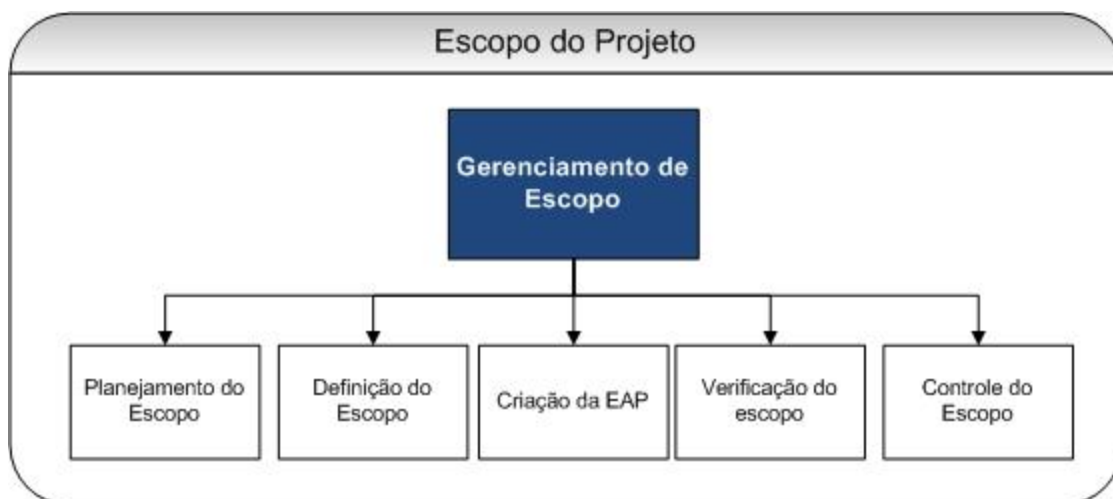 Escopo do Projeto
Gerenciamento de
Escopo
Planejamento do
Escopo
Definição do
Escopo
Criação da EAP
Verificação do
escopo
Controle do
Escopo